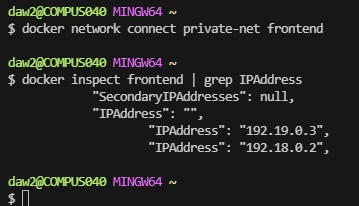 daw2@COMPUS040 MINGW64 ~
$ docker network connect private-net frontend
daw2@COMPUS040 MINGW64 ~
$ docker inspect frontend | grep IPAddress
"SecondaryIPAddresses": null,
"IPAddress": "",
"IPAddress": "192.19.0.3",
"IPAddress": "192.18.0.2",
daw2@COMPUS040 MINGW64 ~
$